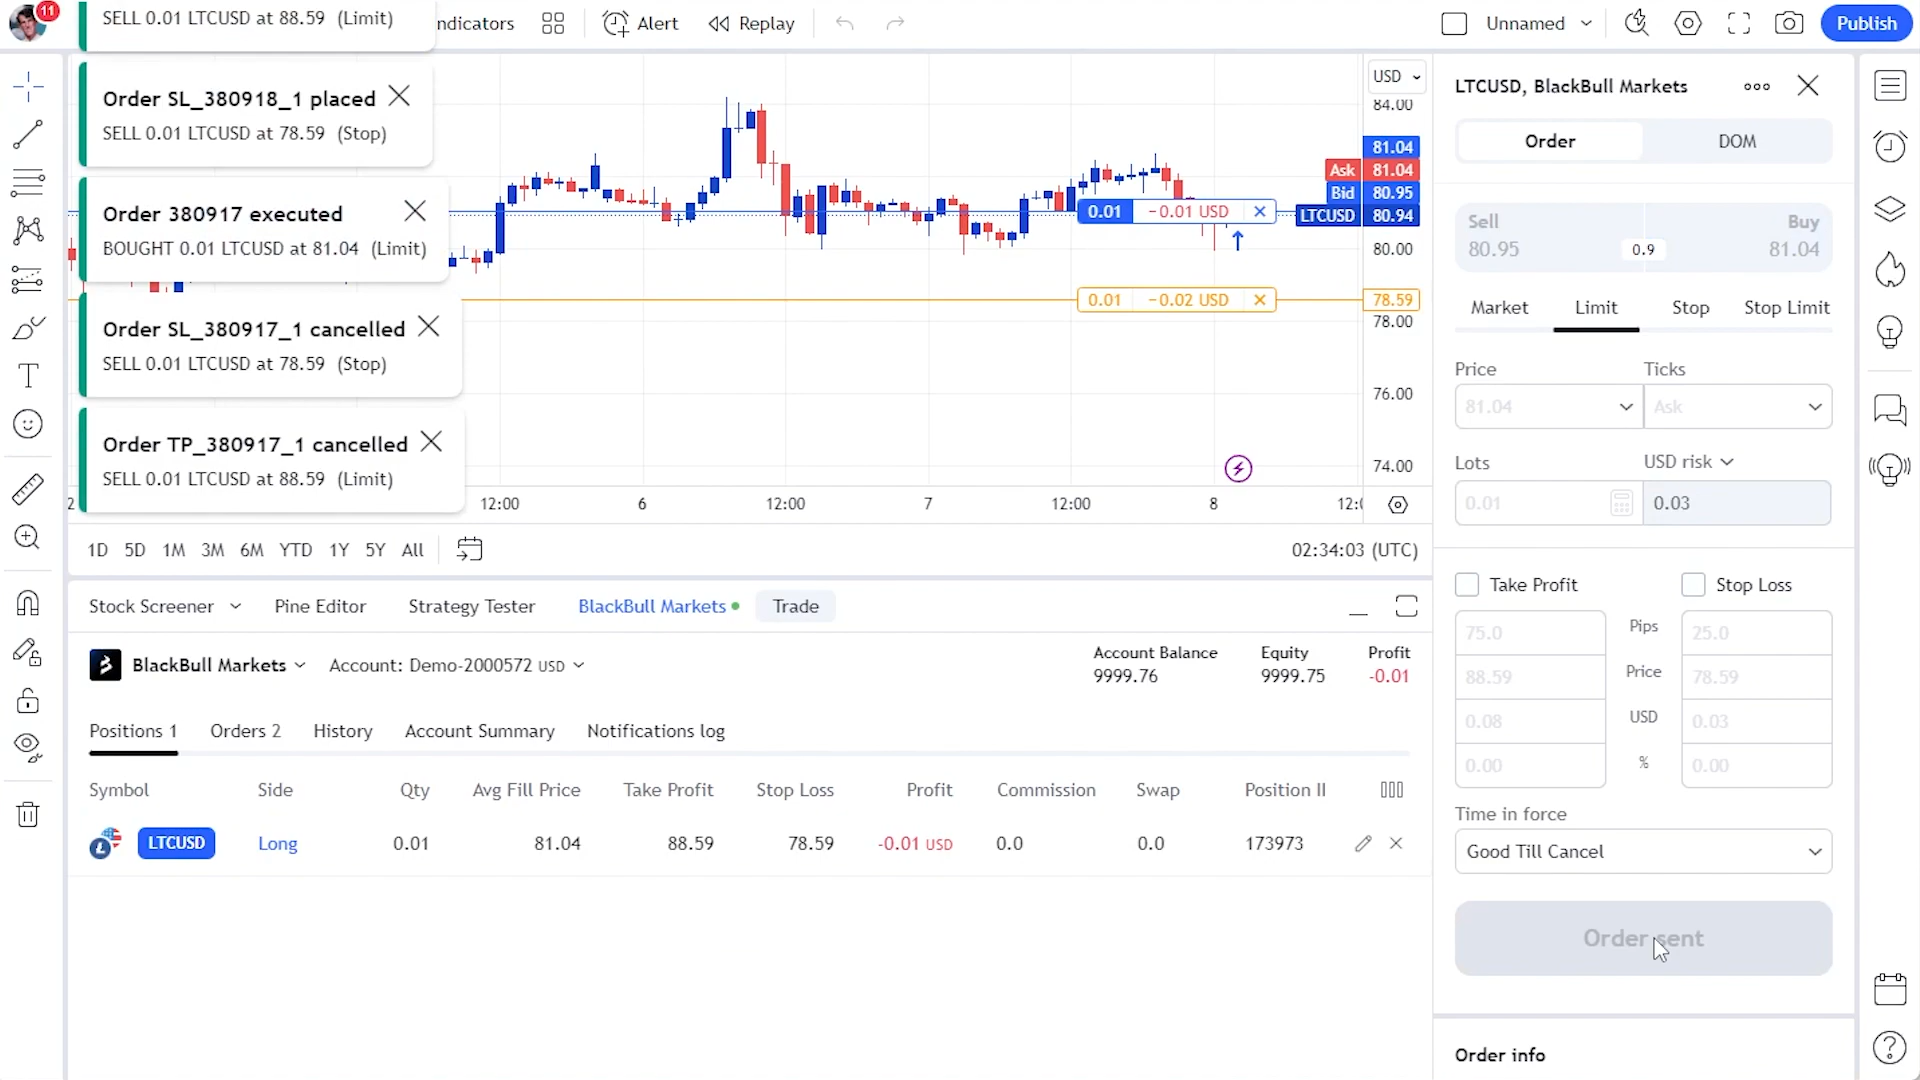 11
SELL 0.01 LTCUSD at 88.59 (Limit)
ndicators
Alert
Replay
Unnamed
Publish
Order SL_380918_1 placed
SELL 0.01 LTCUSD at 78.59 (Stop)
Order 380917 executed
BOUGHT 0.01 LTCUSD at 81.04 (Limit)
Order SL_380917_1 cancelled
SELL 0.01 LTCUSD at 78.59 (Stop)
Order TP_380917_1 cancelled
SELL 0.01 LTCUSD at 88.59 (Limit)
USD
84.00
81.04
Ask 81.04
Bid 80.95
0.01 −0.01 USD
LTCUSD 80.94
80.00
0.01 −0.02 USD
78.59
78.00
76.00
74.00
2 12:00 6 12:00 7 12:00 8 12:0
1D 5D 1M 3M 6M YTD 1Y 5Y All
02:34:03 (UTC)
Stock Screener Pine Editor Strategy Tester BlackBull Markets Trade
BlackBull Markets Account: Demo-2000572 USD
Account Balance Equity Profit
9999.76 9999.75 -0.01
Positions 1 Orders 2 History Account Summary Notifications log
Symbol Side Qty Avg Fill Price Take Profit Stop Loss Profit Commission Swap Position II
LTCUSD Long 0.01 81.04 88.59 78.59 -0.01 USD 0.0 0.0 173973
LTCUSD, BlackBull Markets
Order DOM
Sell Buy
80.95 0.9 81.04
Market Limit Stop Stop Limit
Price Ticks
81.04 Ask
Lots USD risk
0.01 0.03
Take Profit Stop Loss
75.0 Pips 25.0
88.59 Price 78.59
0.08 USD 0.03
0.00 % 0.00
Time in force
Good Till Cancel
Order sent
Order info